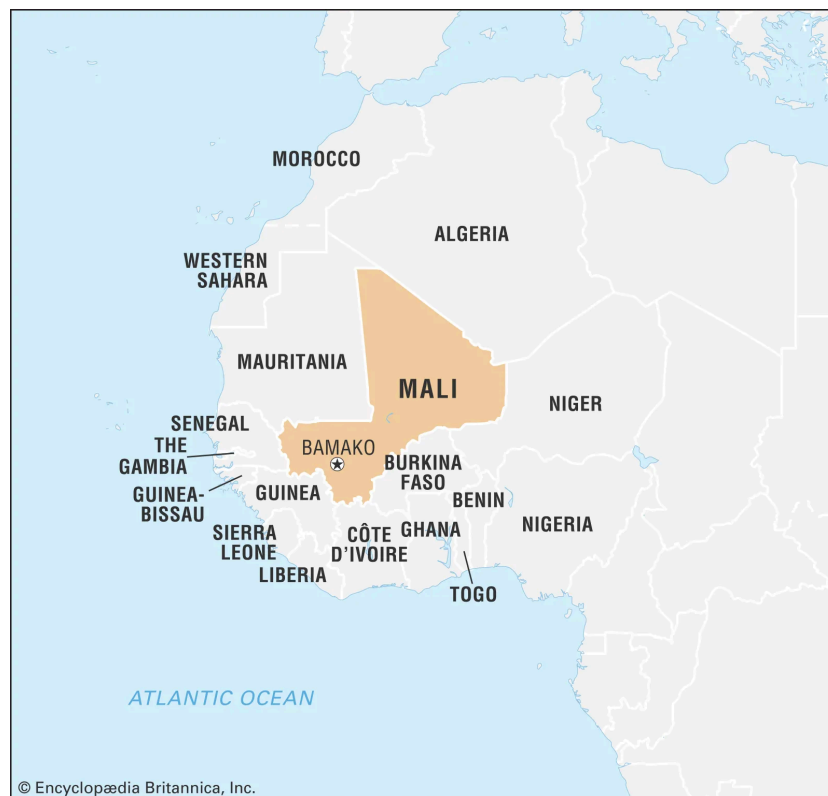 MOROCCO
ALGERIA
WESTERN
SAHARA
MAURITANIA
MALI
NIGER
SENEGAL
THE
GAMBIA
BAMAKO
BURKINA
FASO
GUINEA-
BISSAU
GUINEA
BENIN
NIGERIA
SIERRA
LEONE
CÔTE
D'IVOIRE
GHANA
LIBERIA
TOGO
ATLANTIC OCEAN
© Encyclopædia Britannica, Inc.